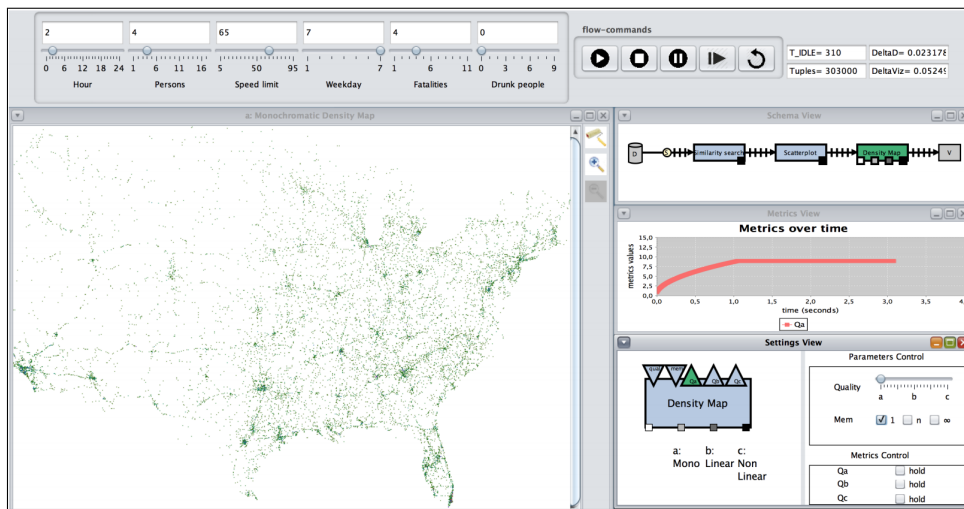 2 4 65 7 4 0
0 6 12 18 24 1 6 11 16 5 50 95 1 7 1 6 11 0 3 6 9
Hour Persons Speed limit Weekday Fatalities Drunk people
flow-commands
T_IDLE= 310 DeltaD= 0.023178
Tuples= 303000 DeltaViz= 0.05249
a: Monochromatic Density Map
Schema View
D S Similarity search Scatterplot Density Map V
Metrics View
Metrics over time
metrics values
15,0
12,5
10,0
7,5
5,0
2,5
0,0
0,0 0,5 1,0 1,5 2,0 2,5 3,0 3,5 4,
time (seconds)
Qa
Settings View
qual mem Qa Qb Qc
Density Map
a: b: c:
Mono Linear Non
Linear
Parameters Control
Quality
a b c
Mem 1 n ∞
Metrics Control
Qa hold
Qb hold
Qc hold